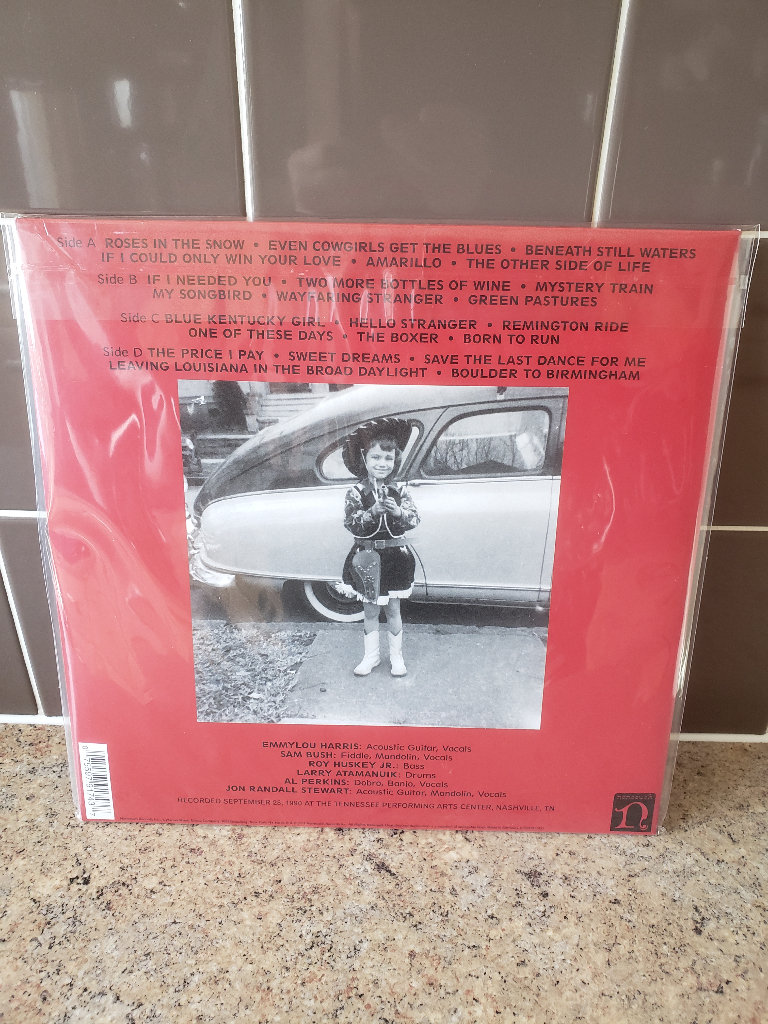 Side A ROSES IN THE SNOW • EVEN COWGIRLS GET THE BLUES • BENEATH STILL WATERS
IF I COULD ONLY WIN YOUR LOVE • AMARILLO • THE OTHER SIDE OF LIFE
Side B IF I NEEDED YOU • TWO MORE BOTTLES OF WINE • MYSTERY TRAIN
MY SONGBIRD • WAYFARING STRANGER • GREEN PASTURES
Side C BLUE KENTUCKY GIRL • HELLO STRANGER • REMINGTON RIDE
ONE OF THESE DAYS • THE BOXER • BORN TO RUN
Side D THE PRICE I PAY • SWEET DREAMS • SAVE THE LAST DANCE FOR ME
LEAVING LOUISIANA IN THE BROAD DAYLIGHT • BOULDER TO BIRMINGHAM
EMMYLOU HARRIS: Acoustic Guitar, Vocals
SAM BUSH: Fiddle, Mandolin, Vocals
ROY HUSKEY JR.: Bass
LARRY ATAMANUIK: Drums
AL PERKINS: Dobro, Banjo, Vocals
JON RANDALL STEWART: Acoustic Guitar, Mandolin, Vocals
RECORDED SEPTEMBER 28, 1990 AT THE TENNESSEE PERFORMING ARTS CENTER, NASHVILLE, TN
NONESUCH
n